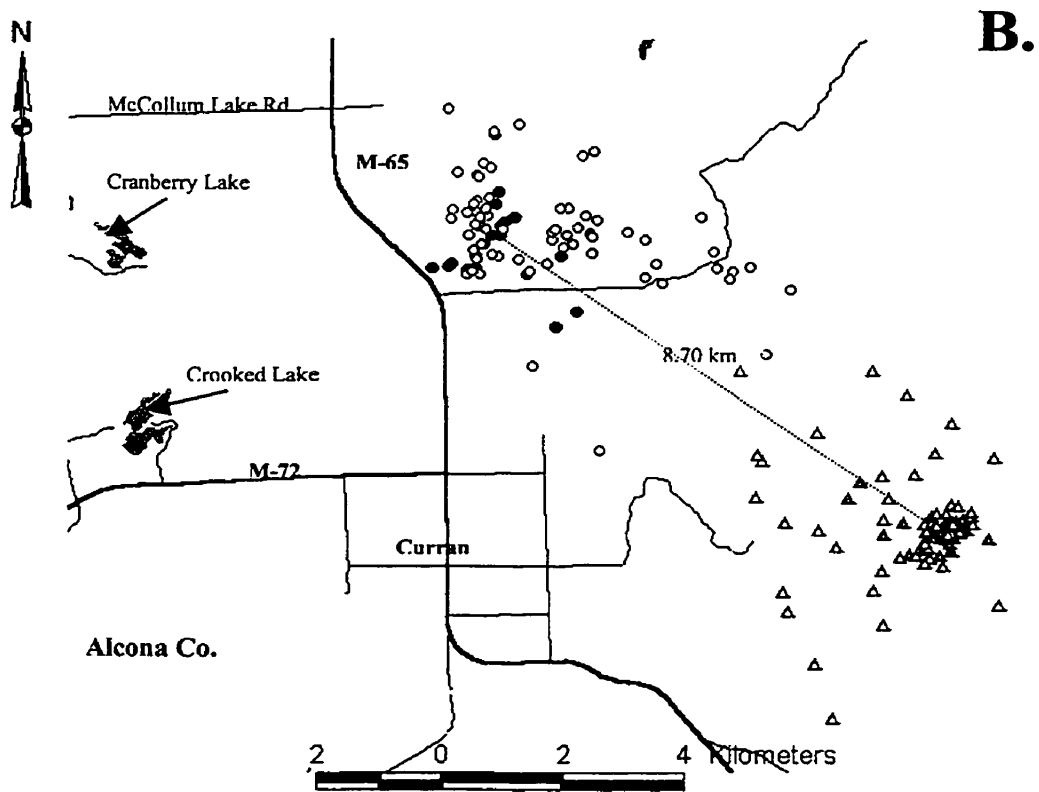 N
B.
McCollum Lake Rd
M-65
Cranberry Lake
8.70 km
Crooked Lake
M-72
Curran
Alcona Co.
2 0 2 4 Kilometers